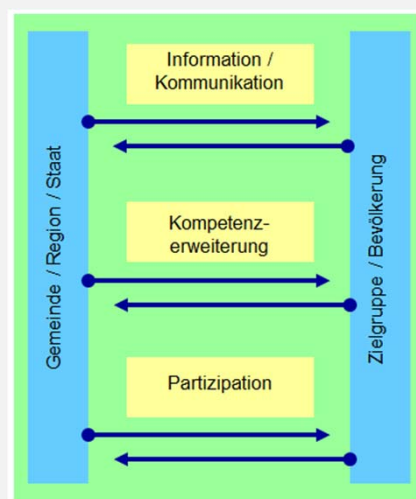 Information /
Kommunikation
Gemeinde / Region / Staat
Kompetenz-
erweiterung
Zielgruppe / Bevölkerung
Partizipation